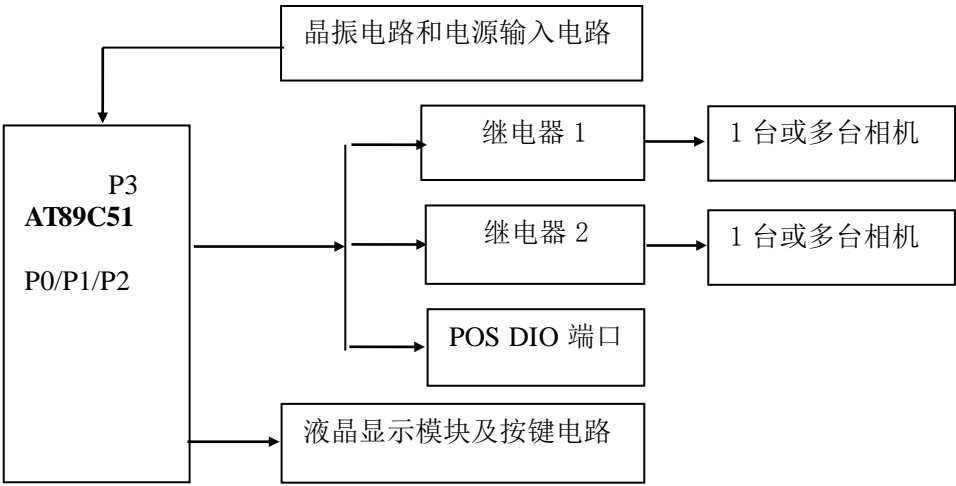 晶振电路和电源输入电路
继电器 1
1 台或多台相机
P3
AT89C51
继电器 2
1 台或多台相机
P0/P1/P2
POS DIO 端口
液晶显示模块及按键电路